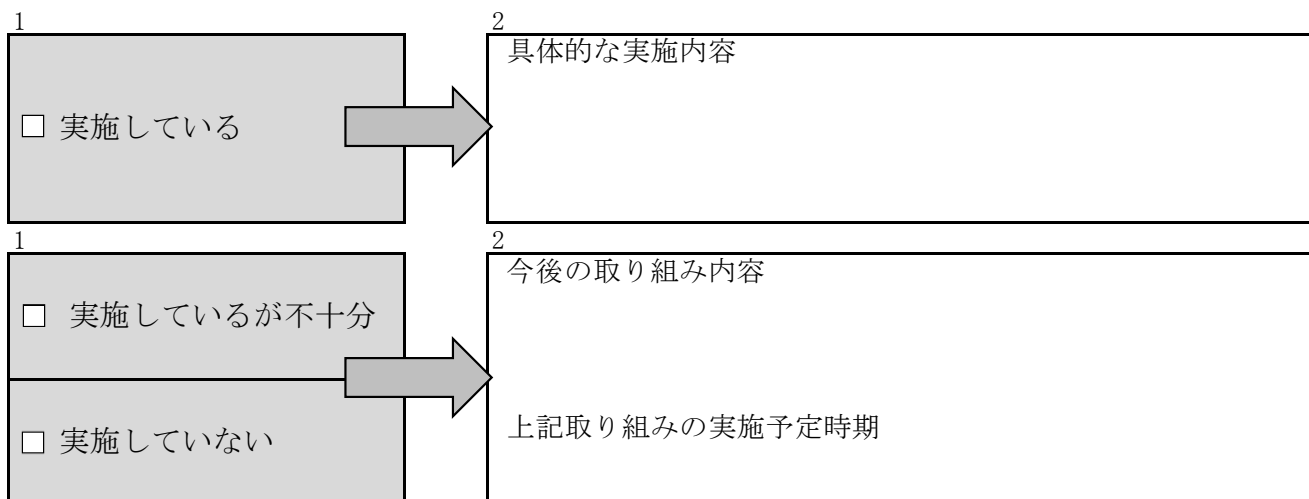 1 2
□ 実施している 具体的な実施内容
1 2
□ 実施しているが不十分 今後の取り組み内容
□ 実施していない 上記取り組みの実施予定時期